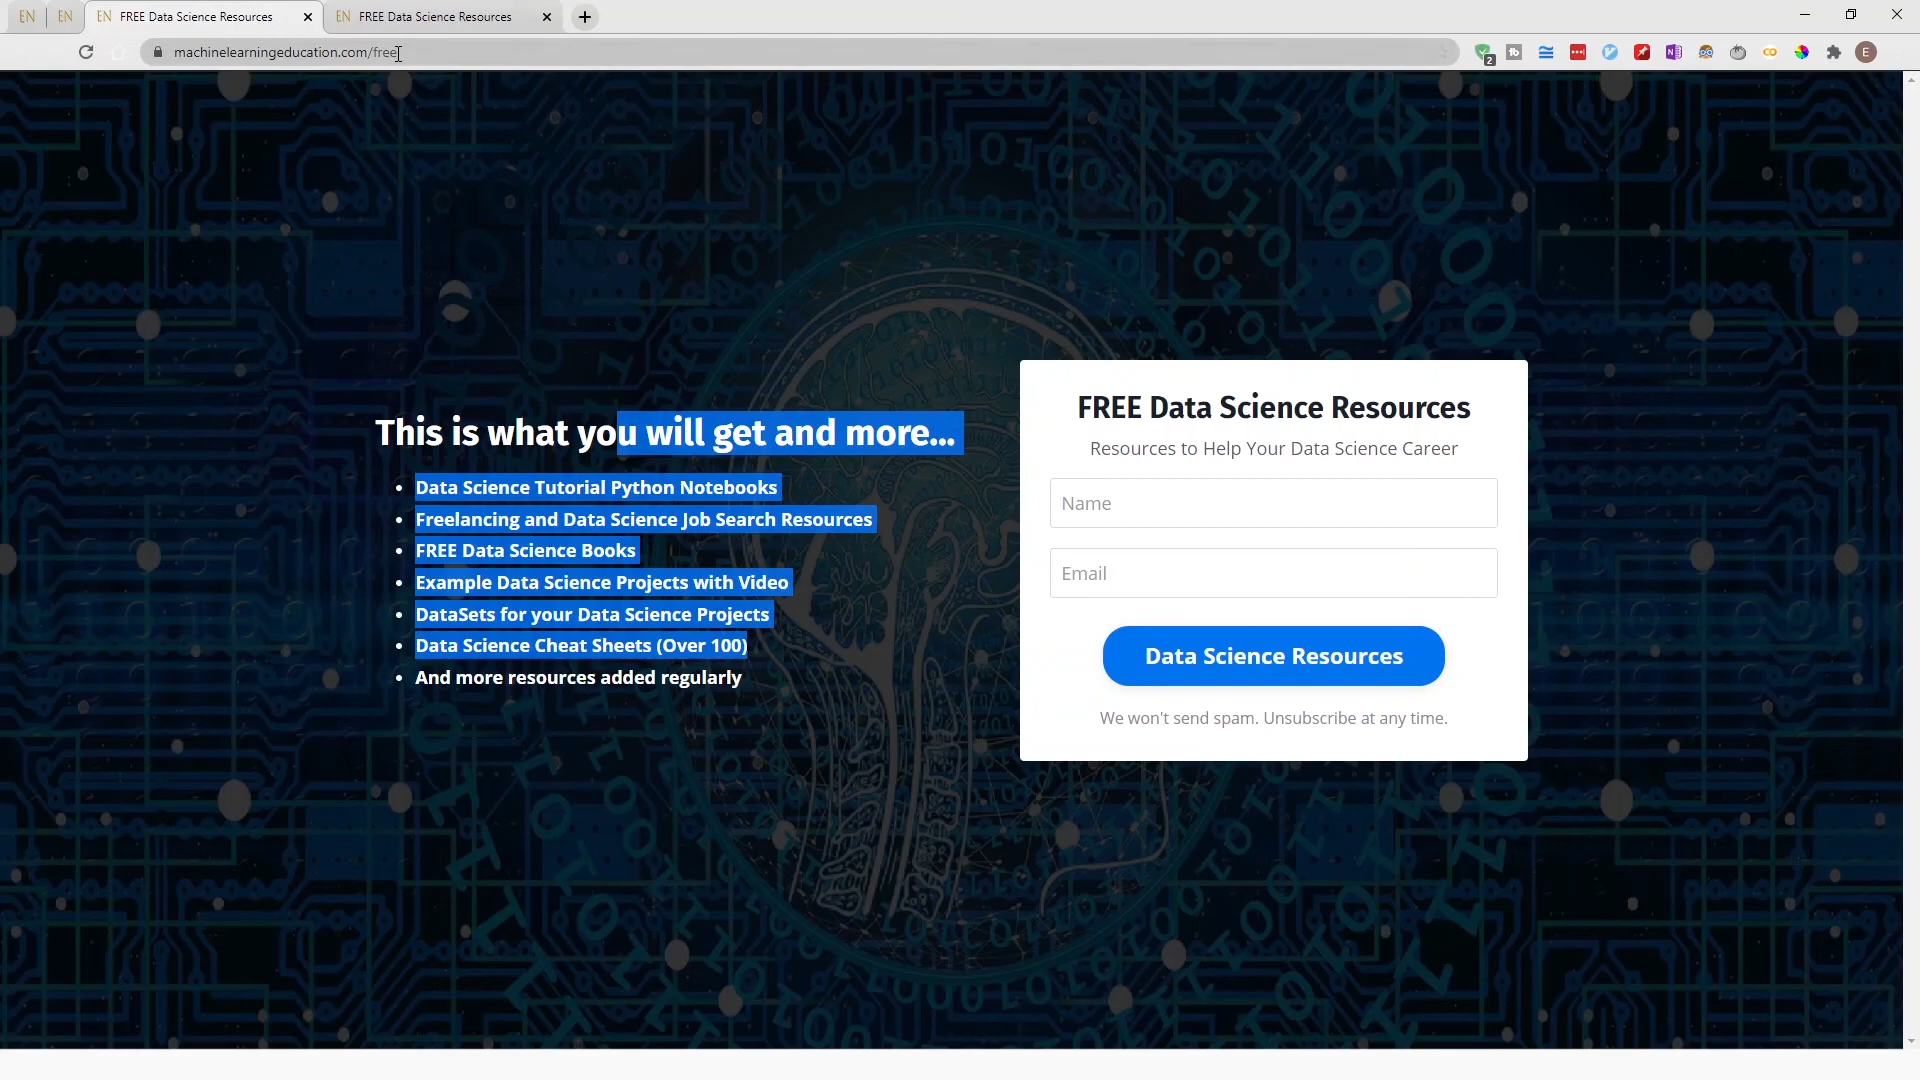 EN
EN
EN FREE Data Science Resources
EN FREE Data Science Resources
machinelearningeducation.com/free
2
E
This is what you will get and more...
Data Science Tutorial Python Notebooks
Freelancing and Data Science Job Search Resources
FREE Data Science Books
Example Data Science Projects with Video
DataSets for your Data Science Projects
Data Science Cheat Sheets (Over 100)
And more resources added regularly
FREE Data Science Resources
Resources to Help Your Data Science Career
Name
Email
Data Science Resources
We won't send spam. Unsubscribe at any time.